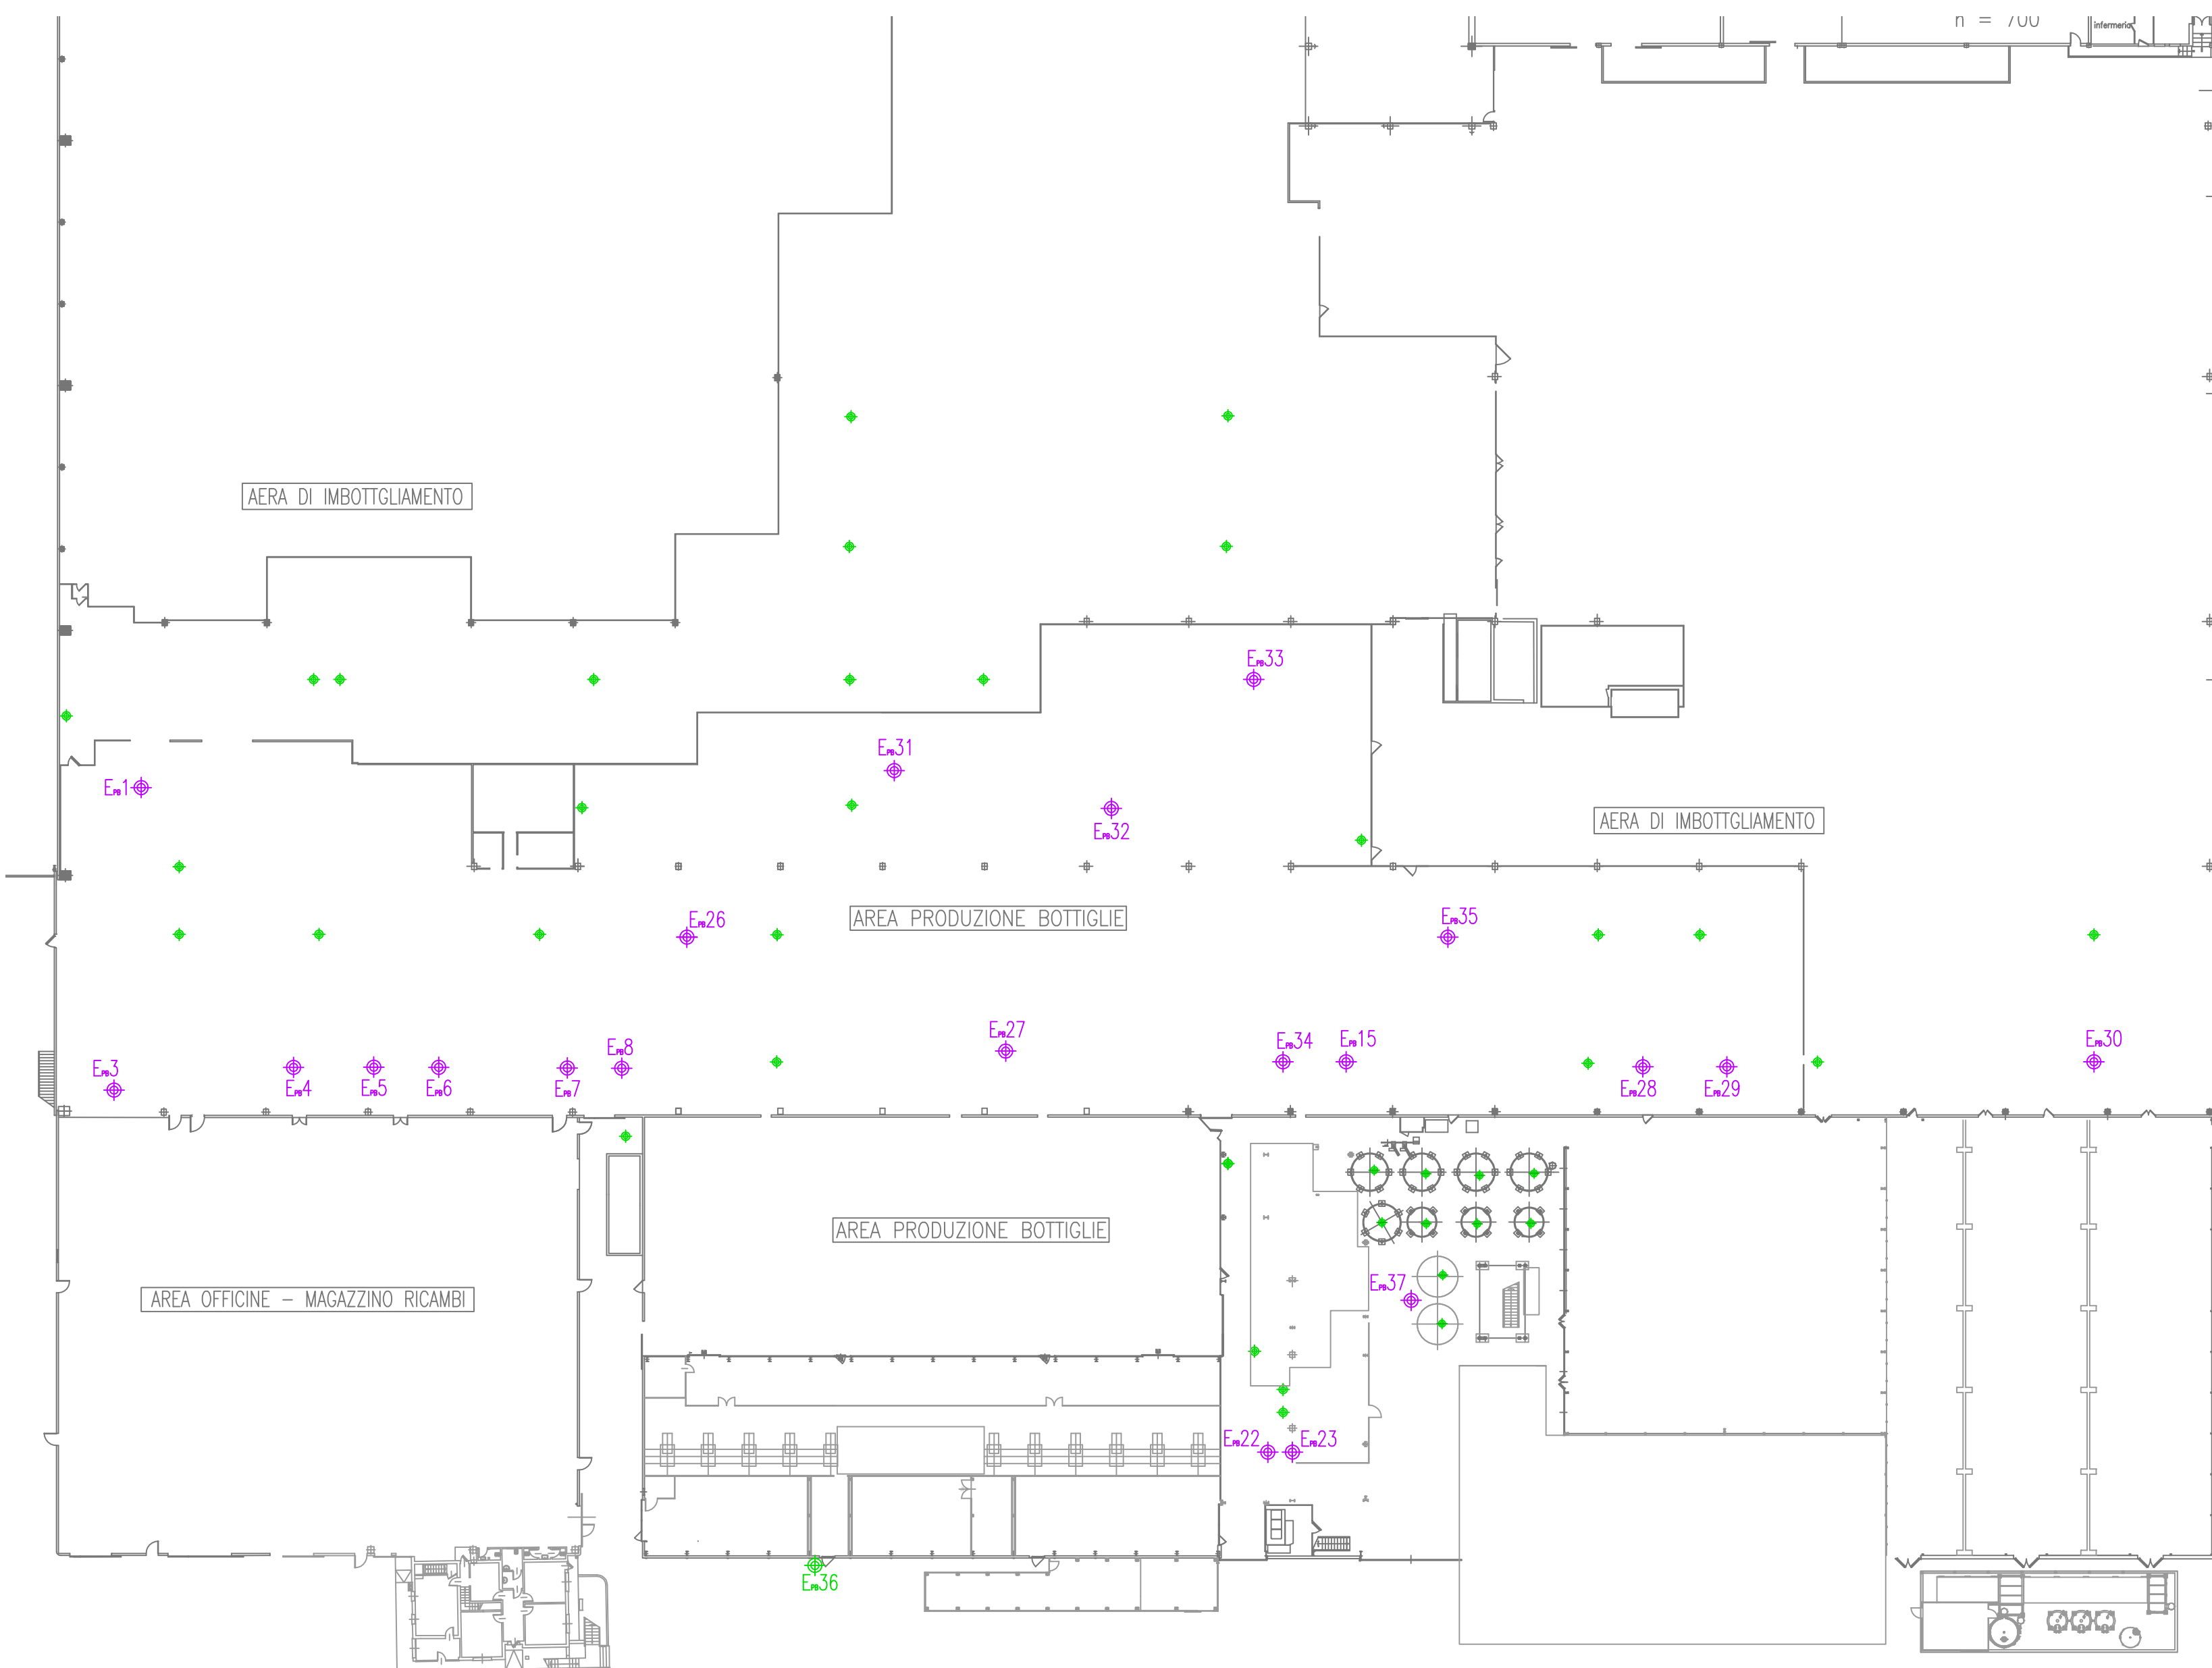 infermeria
AERA DI IMBOTTGLIAMENTO
EPB33
EPB31
EPB1
EPB32
AERA DI IMBOTTGLIAMENTO
EPB26
AREA PRODUZIONE BOTTIGLIE
EPB35
EPB27
EPB34
EPB15
EPB30
EPB8
EPB3
EPB4
EPB5
EPB6
EPB7
EPB28
EPB29
AREA PRODUZIONE BOTTIGLIE
EPB37
AREA OFFICINE – MAGAZZINO RICAMBI
EPB22
EPB23
EPB36